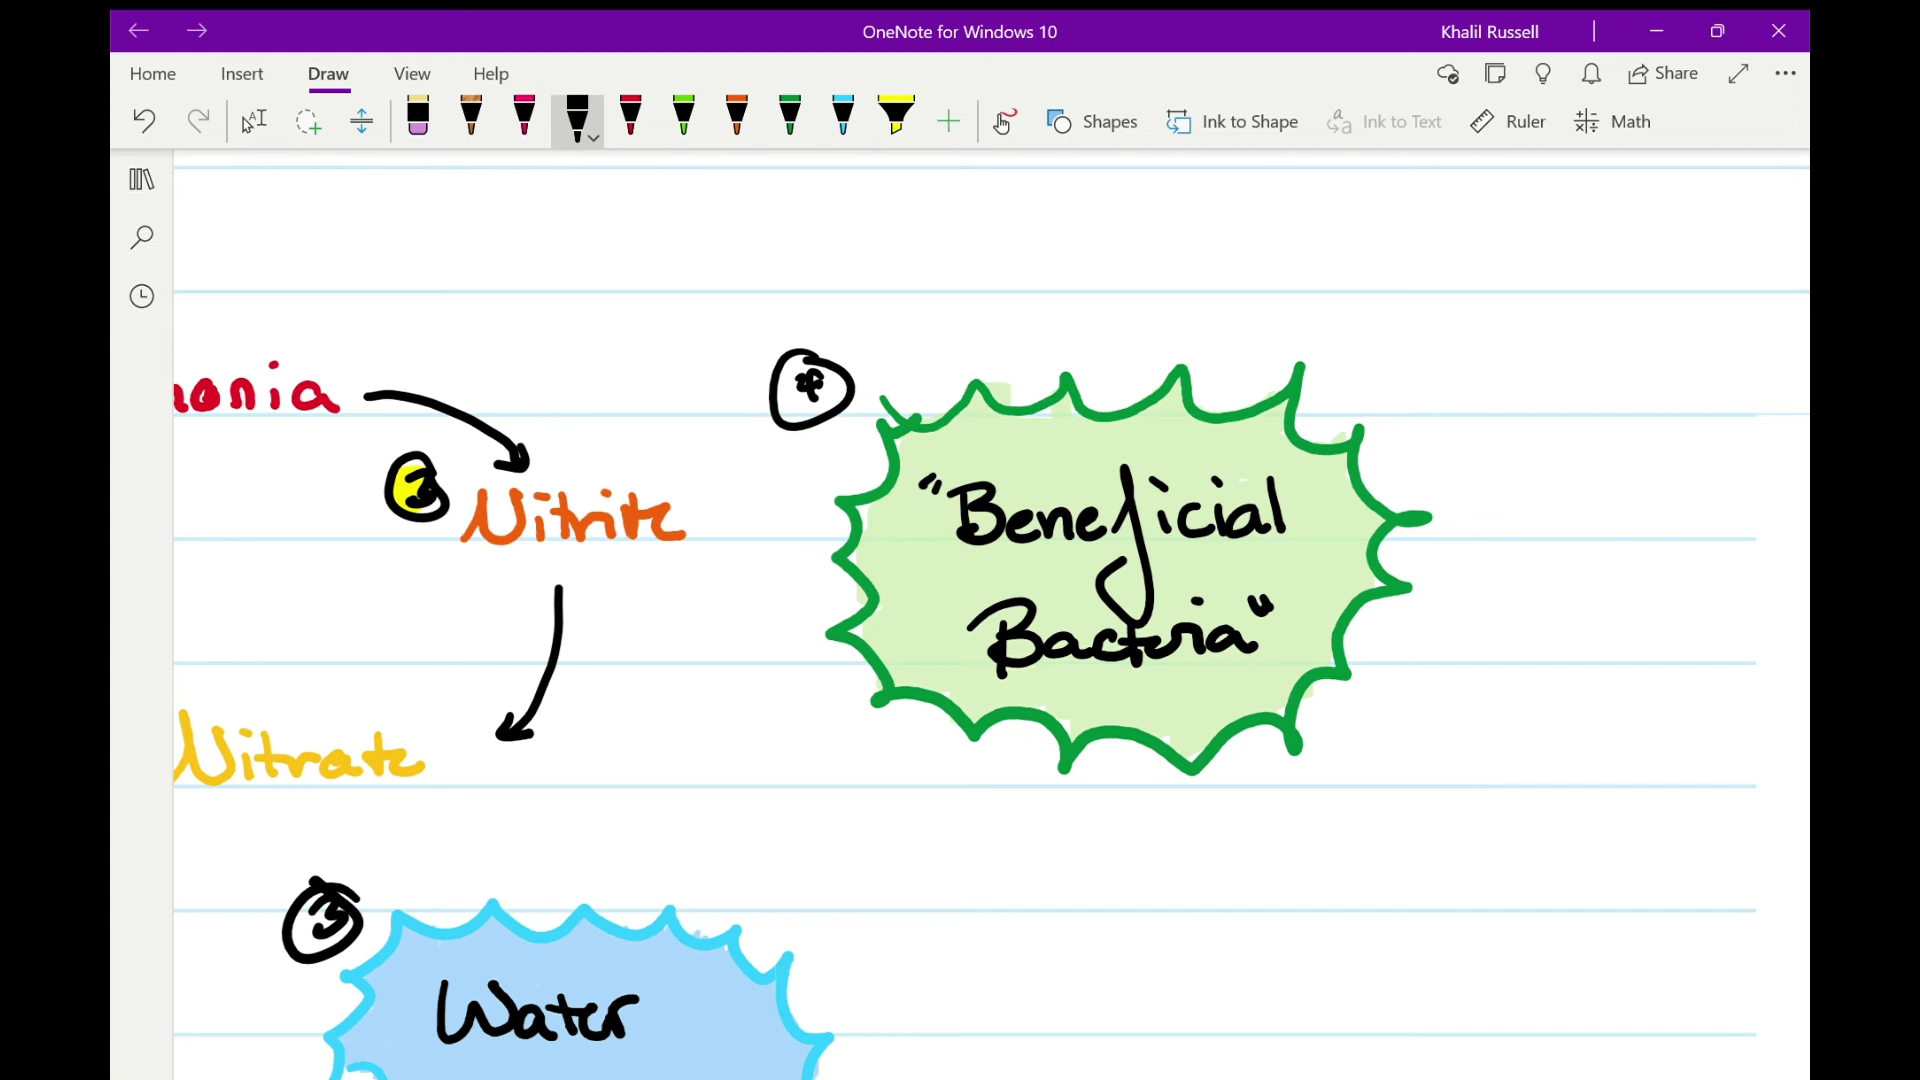 OneNote for Windows 10
Khalil Russell
Home Insert Draw View Help
Share
Shapes Ink to Shape Ink to Text Ruler Math
*
nonia
"Beneficial
Nitrite
Bacteria"
Nitrate
Water